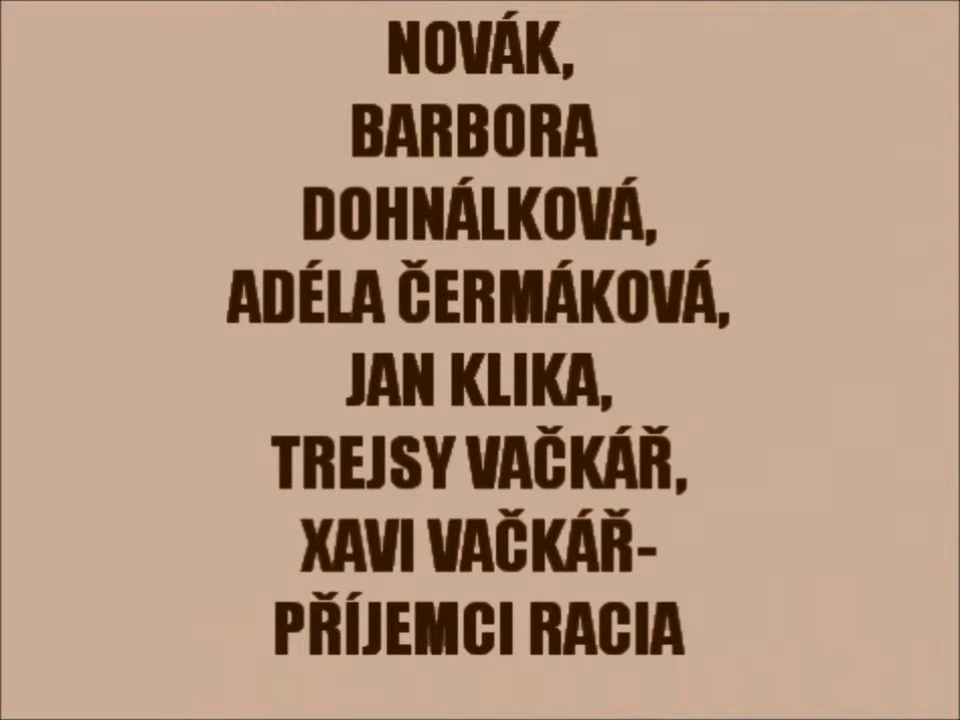 NOVÁK,
BARBORA
DOHNÁLKOVÁ,
ADÉLA ČERMÁKOVÁ,
JAN KLIKA,
TREJSY VAČKÁŘ,
XAVI VAČKÁŘ-
PŘÍJEMCI RACIA